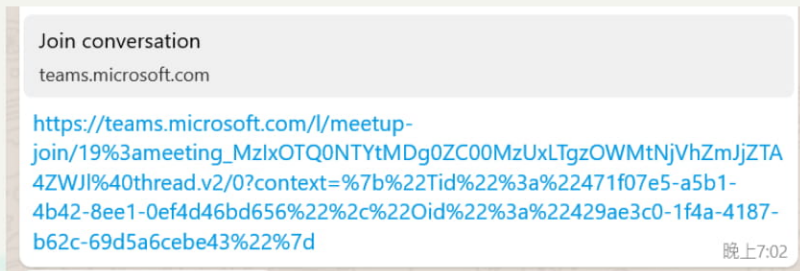 Join conversation
teams.microsoft.com
https://teams.microsoft.com/l/meetup-
join/19%3ameeting_MzIxOTQ0NTYtMDg0ZC00MzUxLTgzOWMtNjVhZmJjZTA
4ZWJl%40thread.v2/0?context=%7b%22Tid%22%3a%22471f07e5-a5b1-
4b42-8ee1-0ef4d46bd656%22%2c%22Oid%22%3a%22429ae3c0-1f4a-4187-
b62c-69d5a6cebe43%22%7d
晚上7:02